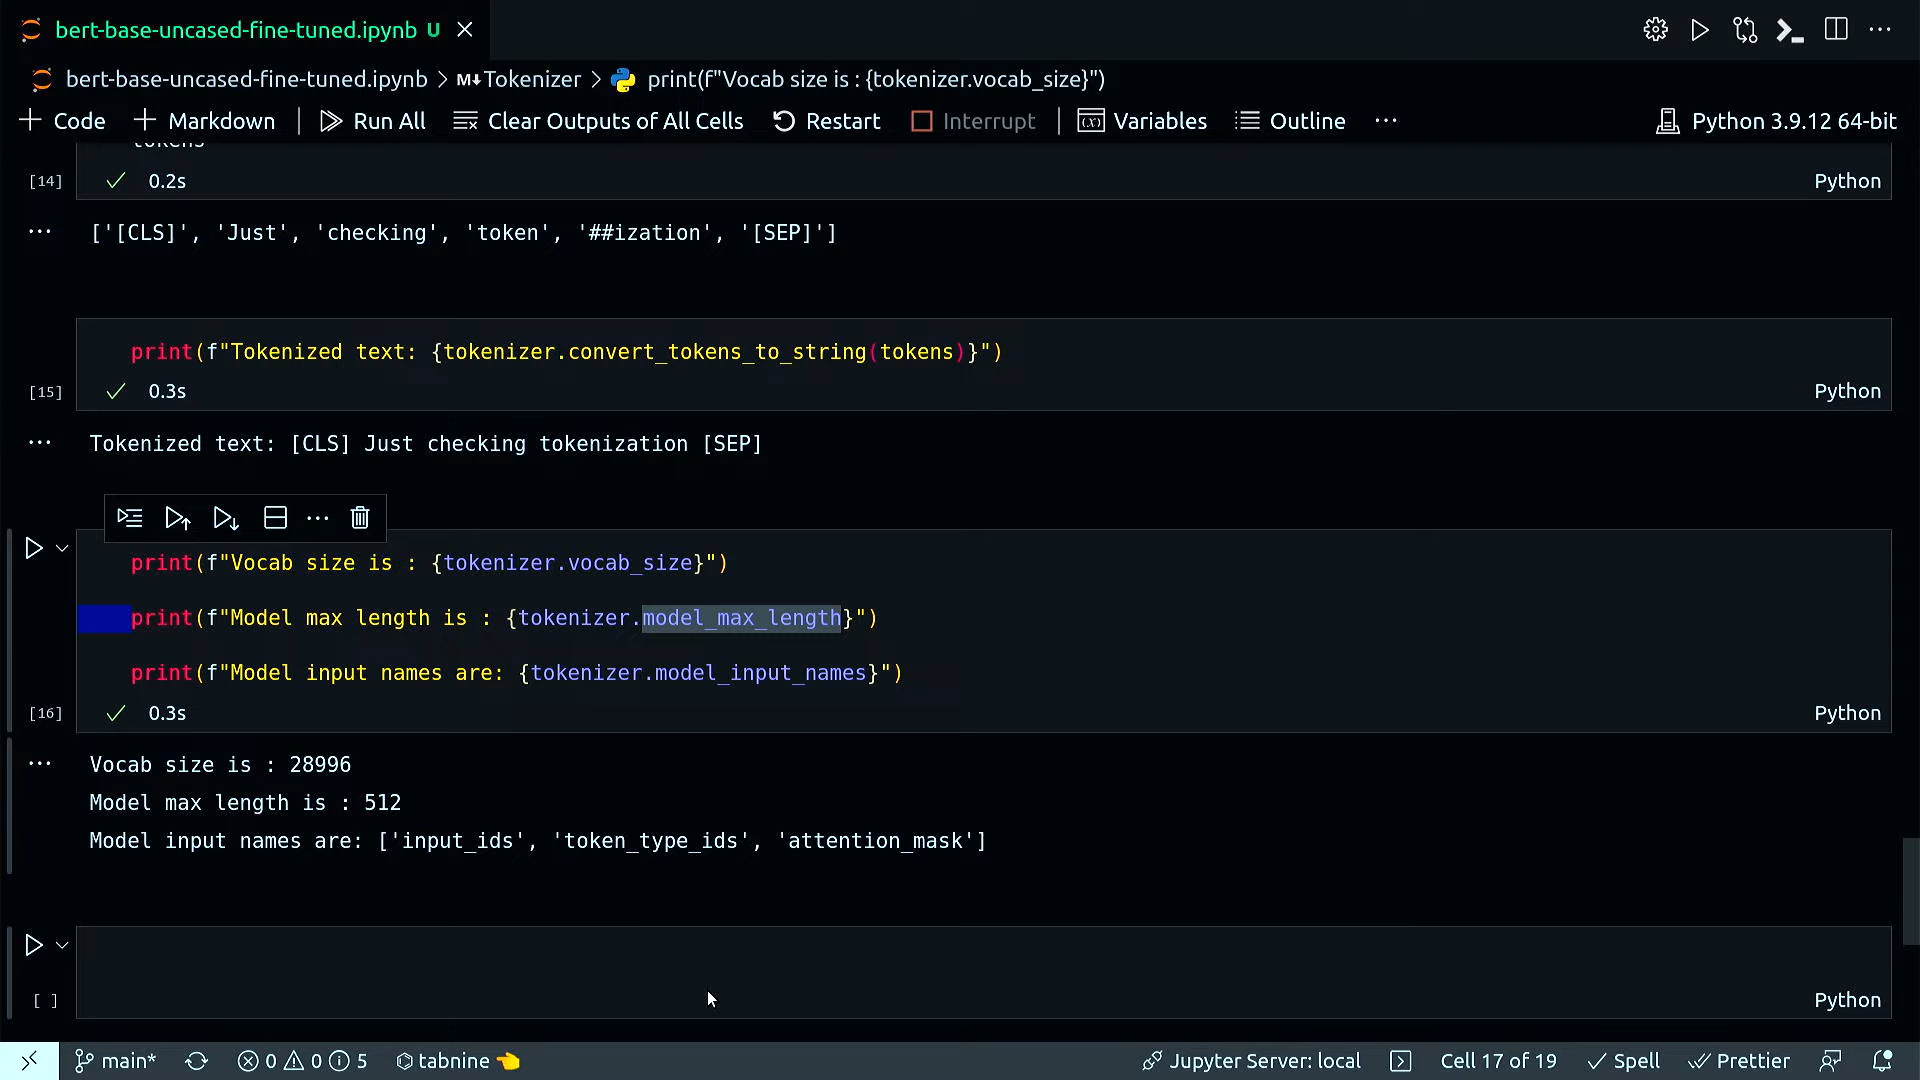 bert-base-uncased-fine-tuned.ipynb U
bert-base-uncased-fine-tuned.ipynb > M↓Tokenizer > print(f"Vocab size is : {tokenizer.vocab_size}")
+ Code + Markdown | Run All Clear Outputs of All Cells Restart Interrupt | Variables Outline ··· Python 3.9.12 64-bit
tokens
[14] ✓ 0.2s Python
··· ['[CLS]', 'Just', 'checking', 'token', '##ization', '[SEP]']
print(f"Tokenized text: {tokenizer.convert_tokens_to_string(tokens)}")
[15] ✓ 0.3s Python
··· Tokenized text: [CLS] Just checking tokenization [SEP]
print(f"Vocab size is : {tokenizer.vocab_size}")
print(f"Model max length is : {tokenizer.model_max_length}")
print(f"Model input names are: {tokenizer.model_input_names}")
[16] ✓ 0.3s Python
··· Vocab size is : 28996
Model max length is : 512
Model input names are: ['input_ids', 'token_type_ids', 'attention_mask']
[ ] Python
main* 0 0 5 tabnine Jupyter Server: local Cell 17 of 19 Spell Prettier